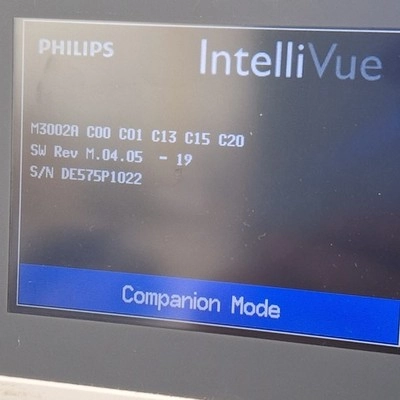 PHILIPS
IntelliVue
M3002A C00 C01 C13 C15 C20
SW Rev M.04.05 - 19
S/N DE575P1022
Companion Mode